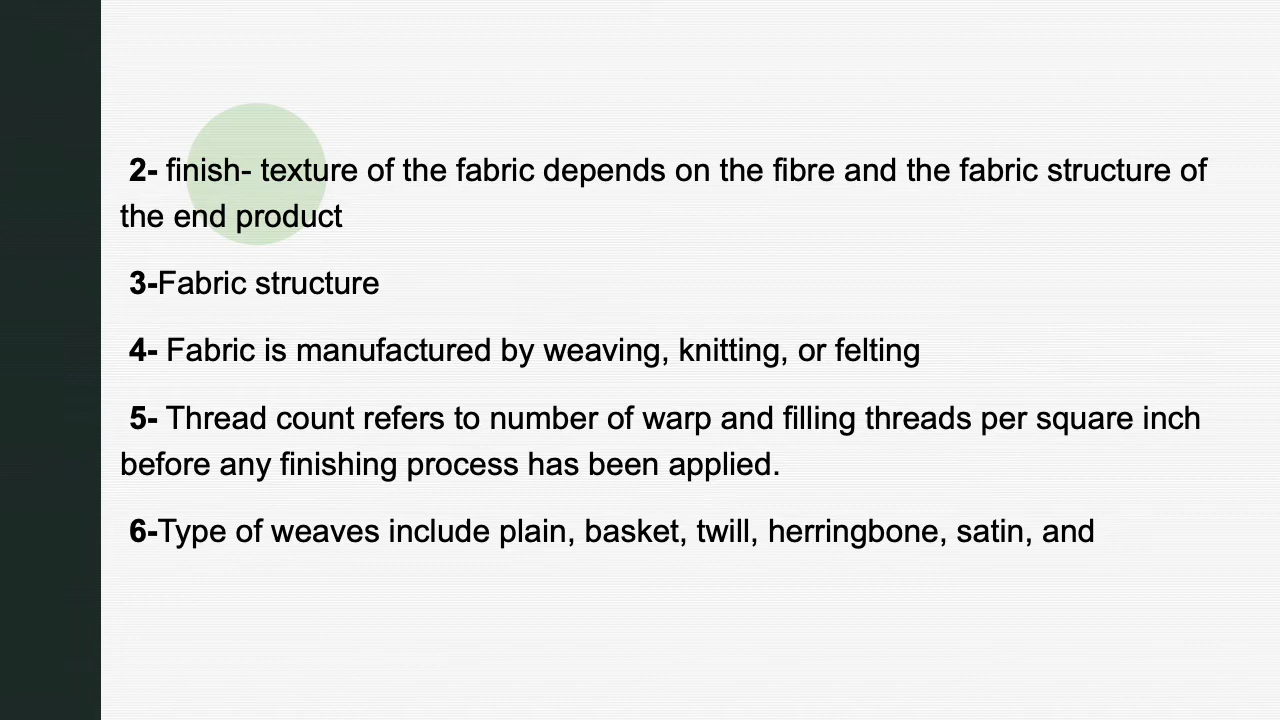 2- finish- texture of the fabric depends on the fibre and the fabric structure of
the end product
3-Fabric structure
4- Fabric is manufactured by weaving, knitting, or felting
5- Thread count refers to number of warp and filling threads per square inch
before any finishing process has been applied.
6-Type of weaves include plain, basket, twill, herringbone, satin, and